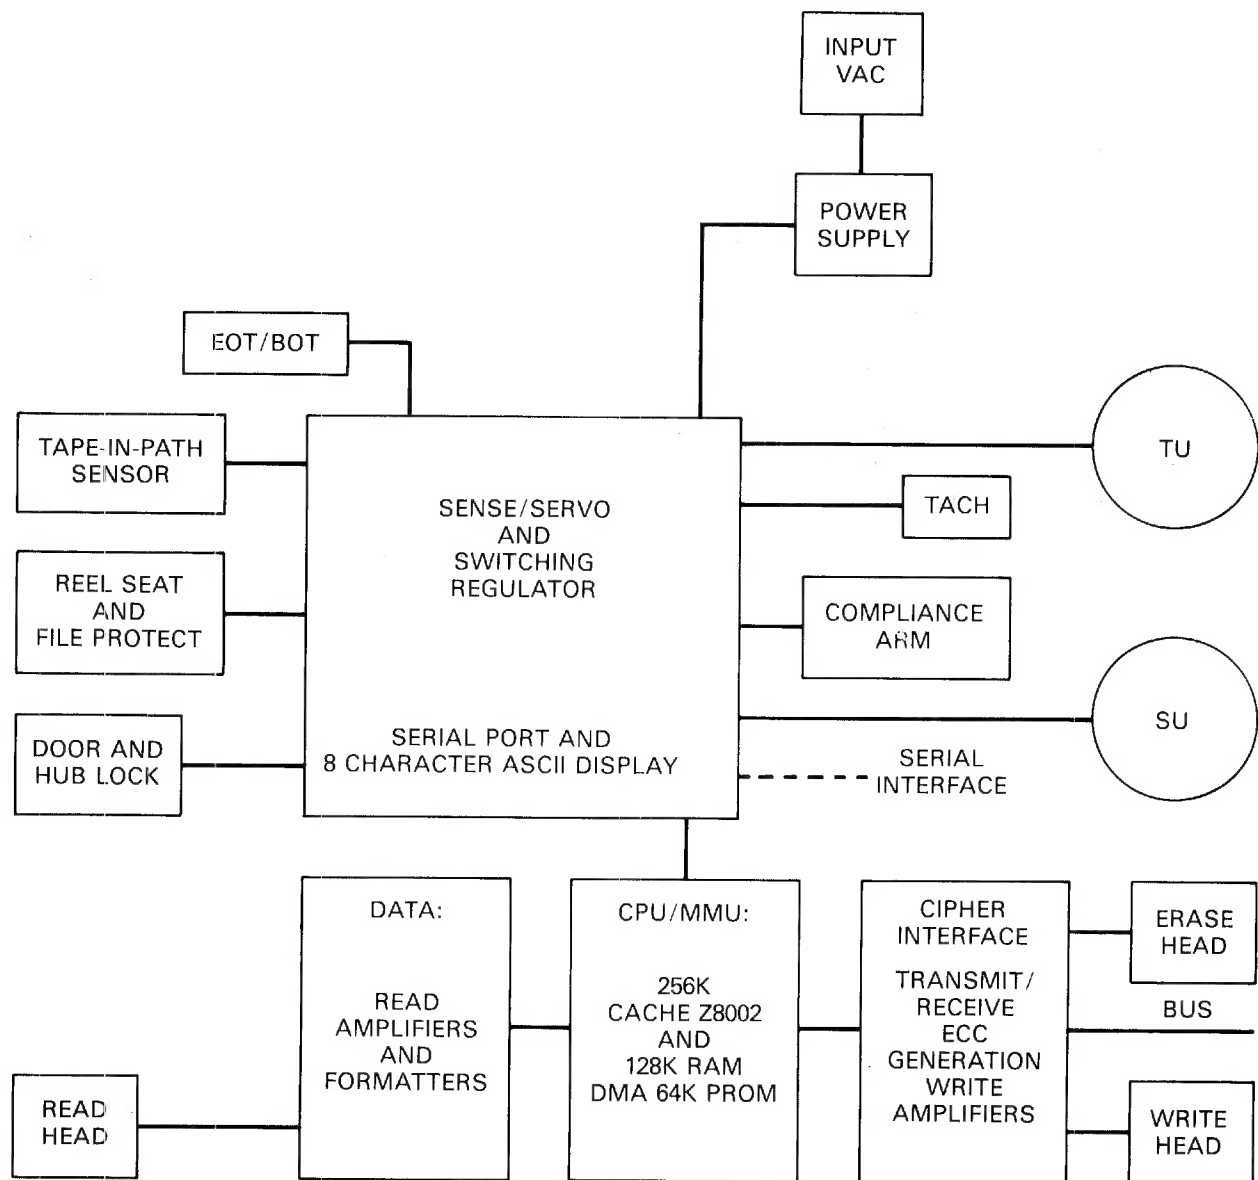 INPUT
VAC
POWER
SUPPLY
EOT/BOT
TAPE-IN-PATH
SENSOR
REEL SEAT
AND
FILE PROTECT
DOOR AND
HUB LOCK
SENSE/SERVO
AND
SWITCHING
REGULATOR
SERIAL PORT AND
8 CHARACTER ASCII DISPLAY
TU
TACH
COMPLIANCE
ARM
SU
SERIAL
INTERFACE
READ
HEAD
DATA:
READ
AMPLIFIERS
AND
FORMATTERS
CPU/MMU:
256K
CACHE Z8002
AND
128K RAM
DMA 64K PROM
CIPHER
INTERFACE
TRANSMIT/
RECEIVE
ECC
GENERATION
WRITE
AMPLIFIERS
ERASE
HEAD
BUS
WRITE
HEAD